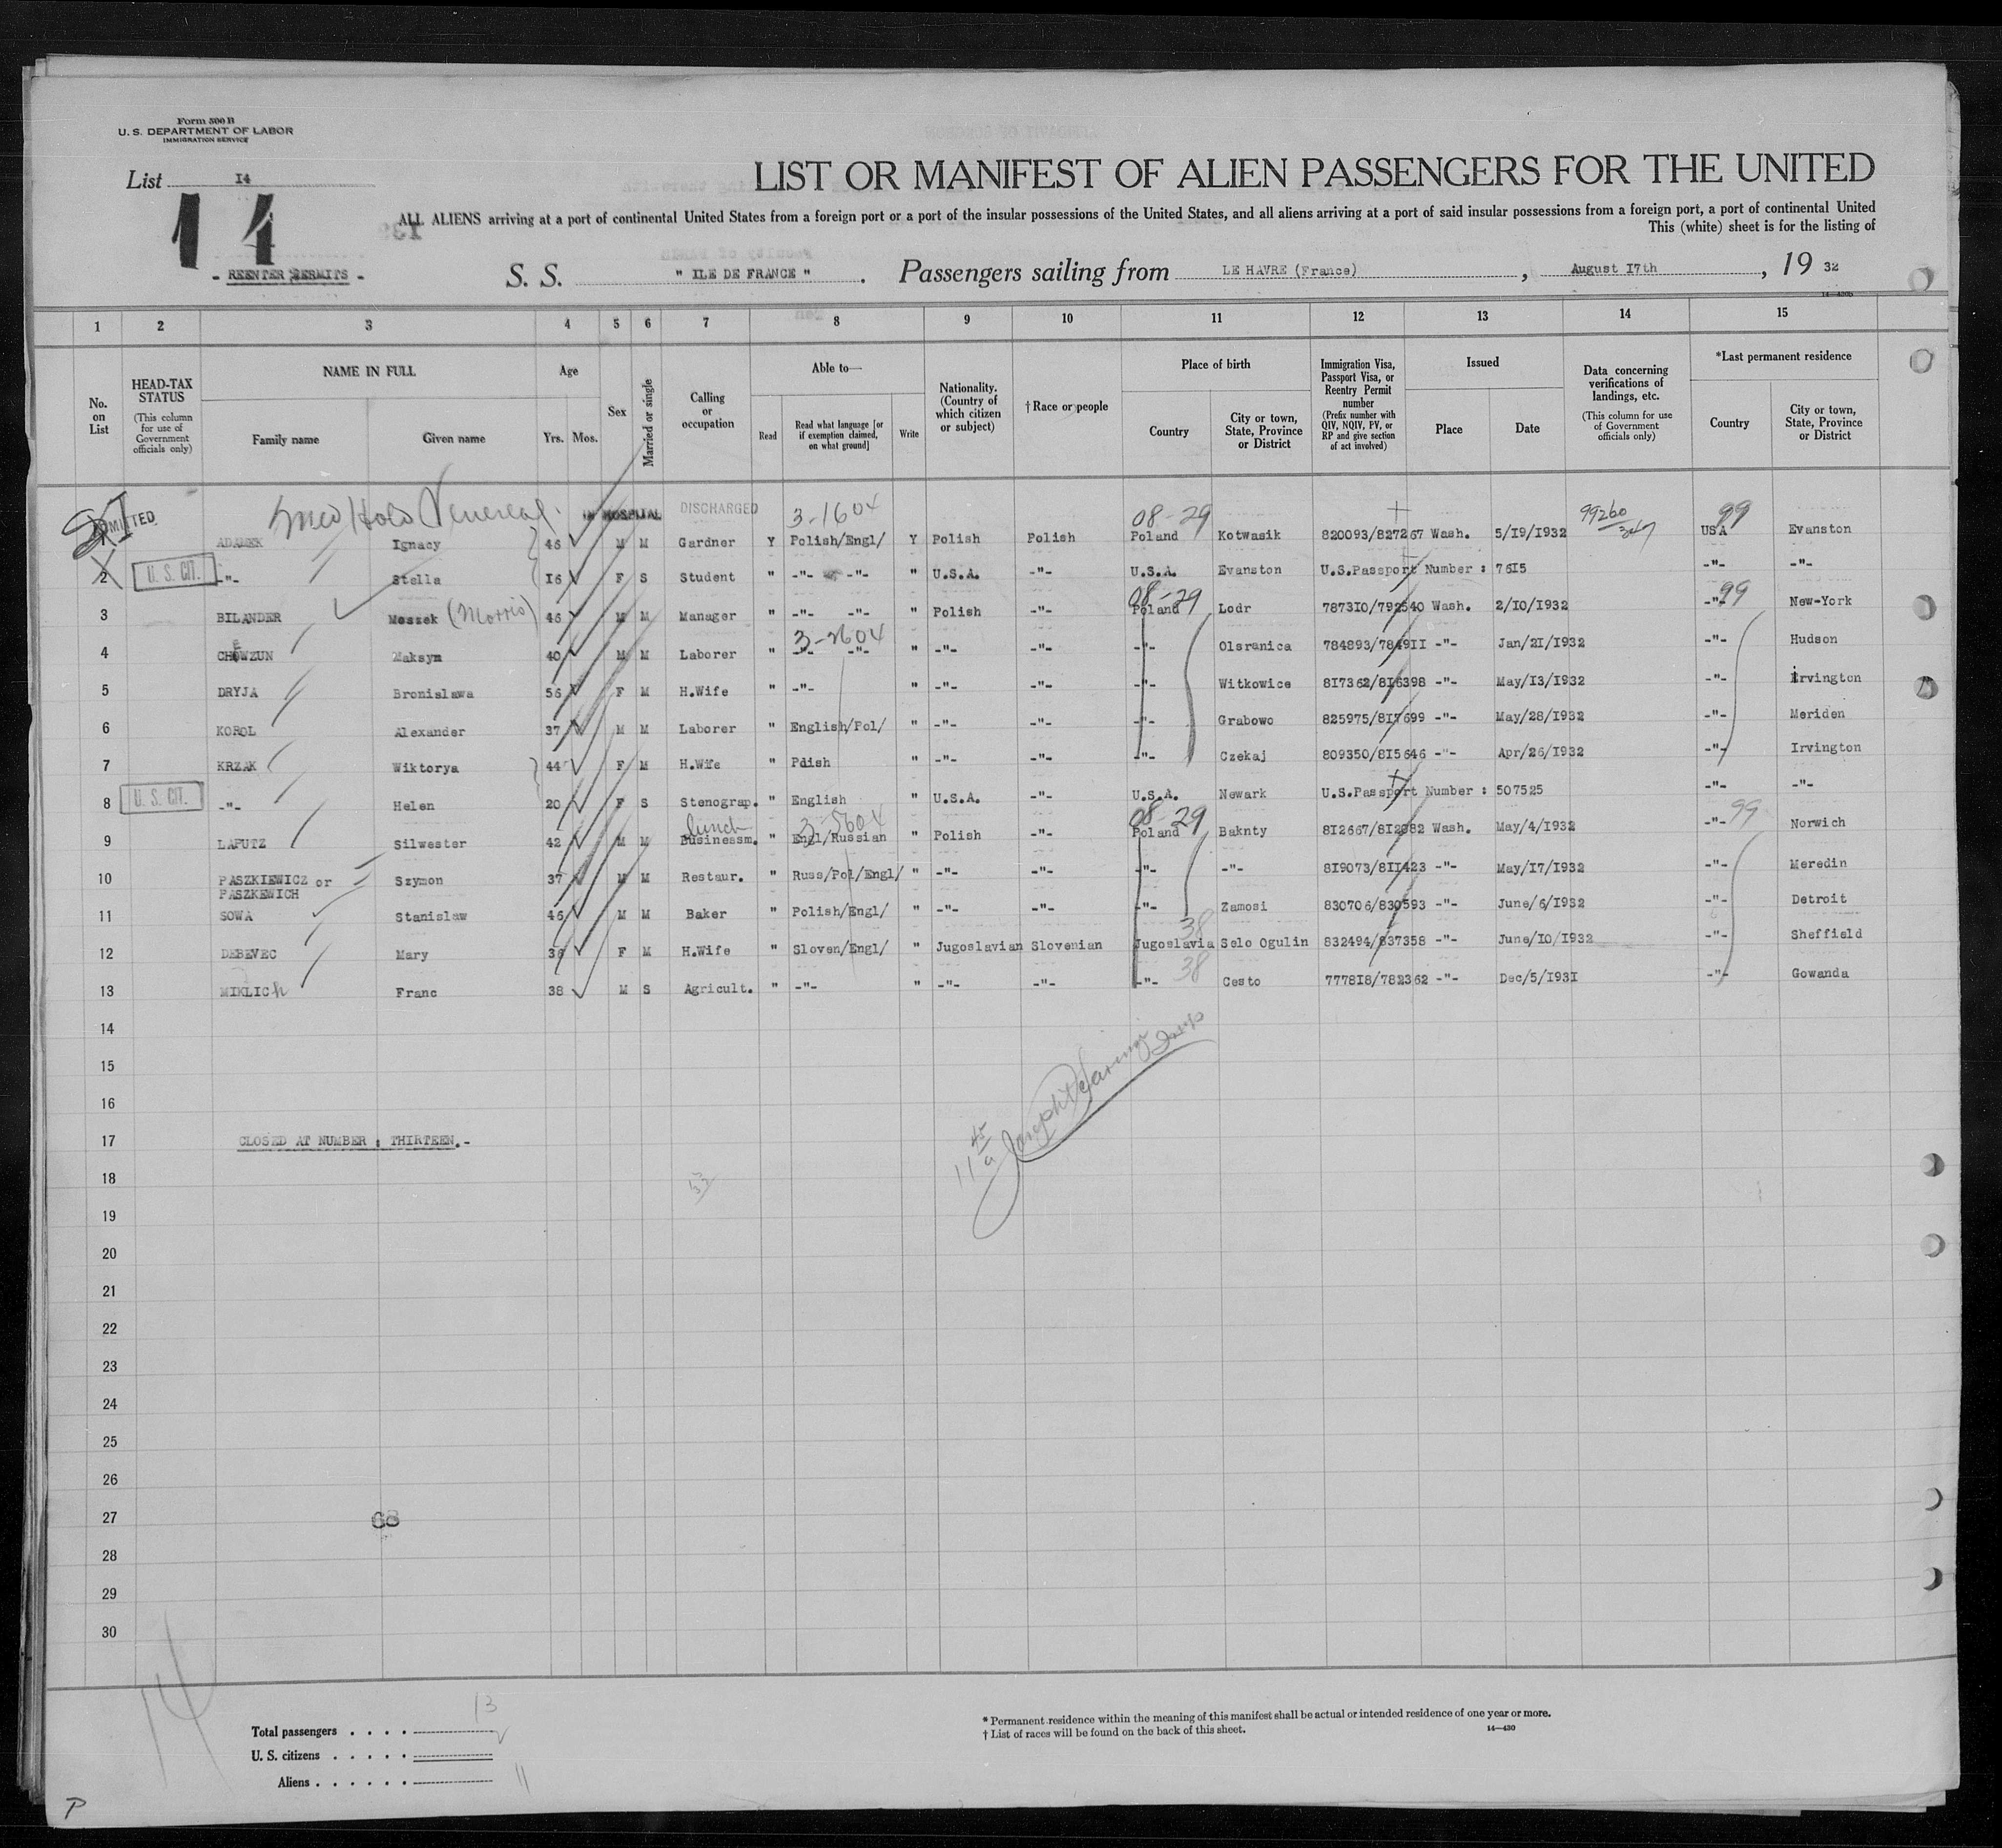 Form 500 B
U. S. DEPARTMENT OF LABOR
IMMIGRATION SERVICE
List 14
LIST OR MANIFEST OF ALIEN PASSENGERS FOR THE UNITED
14
ALL ALIENS arriving at a port of continental United States from a foreign port or a port of the insular possessions of the United States, and all aliens arriving at a port of said insular possessions from a foreign port, a port of continental United
This (white) sheet is for the listing of
- REENTER PERMITS -
S. S. " ILE DE FRANCE " . Passengers sailing from LE HAVRE (France) , August 17th , 19 32
1 2 3 4 5 6 7 8 9 10 11 12 13 14 15
No. on List
HEAD-TAX STATUS (This column for use of Government officials only)
NAME IN FULL Family name Given name
Age Yrs. Mos.
Sex
Married or single
Calling or occupation
Able to— Read Read what language [or if exemption claimed, on what ground] Write
Nationality. (Country of which citizen or subject)
† Race or people
Place of birth Country City or town, State, Province or District
Immigration Visa, Passport Visa, or Reentry Permit number (Prefix number with QIV, NQIV, PV, or RP and give section of act involved)
Issued Place Date
Data concerning verifications of landings, etc. (This column for use of Government officials only)
*Last permanent residence Country City or town, State, Province or District
ADMITTED Venereal. IN HOSPITAL DISCHARGED 3-1604 08-29 99260 99
ADAMEK Ignacy 45 M M Gardner Y Polish/Engl/ Y Polish Polish Poland Kotwasik 820093/827267 Wash. 5/19/1932 USA Evanston
2 U. S. CIT. -"- Stella 16 F S Student " -"- -"- " U.S.A. -"- U.S.A. Evanston U.S.Passport Number : 7615 -"- -"-
08-29 99
3 BILANDER Moszek (Morris) 45 M M Manager " -"- -"- " Polish -"- Poland Lodr 787310/792540 Wash. 2/10/1932 -"- New-York
3-2604
4 CHEWZUN Maksym 40 M M Laborer " -"- -"- " -"- -"- -"- Olsranica 784893/784911 -"- Jan/21/1932 -"- Hudson
5 DRYJA Bronislawa 56 F M H.Wife " -"- " -"- -"- -"- Witkowice 817362/816398 -"- May/13/1932 -"- Irvington
6 KOROL Alexander 37 M M Laborer " English/Pol/ " -"- -"- -"- Grabowo 825975/817699 -"- May/28/1932 -"- Meriden
7 KRZAK Wiktorya 44 F M H.Wife " Pdish " -"- -"- -"- Czekaj 809350/815646 -"- Apr/26/1932 -"- Irvington
8 U. S. CIT. -"- Helen 20 F S Stenograp. " English " U.S.A. -"- U.S.A. Newark U.S.Passport Number : 507525 -"- -"-
lunch 3-5604 08-29 99
9 LAPUTZ Silwester 42 M M Businessm. " Engl/Russian " Polish -"- Poland Baknty 812667/812982 Wash. May/4/1932 -"- Norwich
10 PASZKIEWICZ or Szymon 37 M M Restaur. " Russ/Pol/Engl/ " -"- -"- -"- -"- 819073/811423 -"- May/17/1932 -"- Meredin
PASZKEWICH
11 SOWA Stanislaw 46 M M Baker " Polish/Engl/ " -"- -"- -"- Zamosi 830706/830593 -"- June/6/1932 -"- Detroit
38
12 DEBEVEC Mary 36 F M H.Wife " Sloven/Engl/ " Jugoslavian Slovenian Jugoslavia Selo Ogulin 832494/837358 -"- June/10/1932 -"- Sheffield
38
13 MIKLICh Franc 38 M S Agricult. " -"- " -"- -"- -"- Cesto 777818/782362 -"- Dec/5/1931 -"- Gowanda
14
15
16
17 CLOSED AT NUMBER : THIRTEEN.-
18
19
20
21
22
23
24
25
26
27 68
28
29
30
14
Total passengers . . . . 13
U. S. citizens . . . . .
Aliens . . . . . . 11
* Permanent residence within the meaning of this manifest shall be actual or intended residence of one year or more.
† List of races will be found on the back of this sheet. 14—430
P